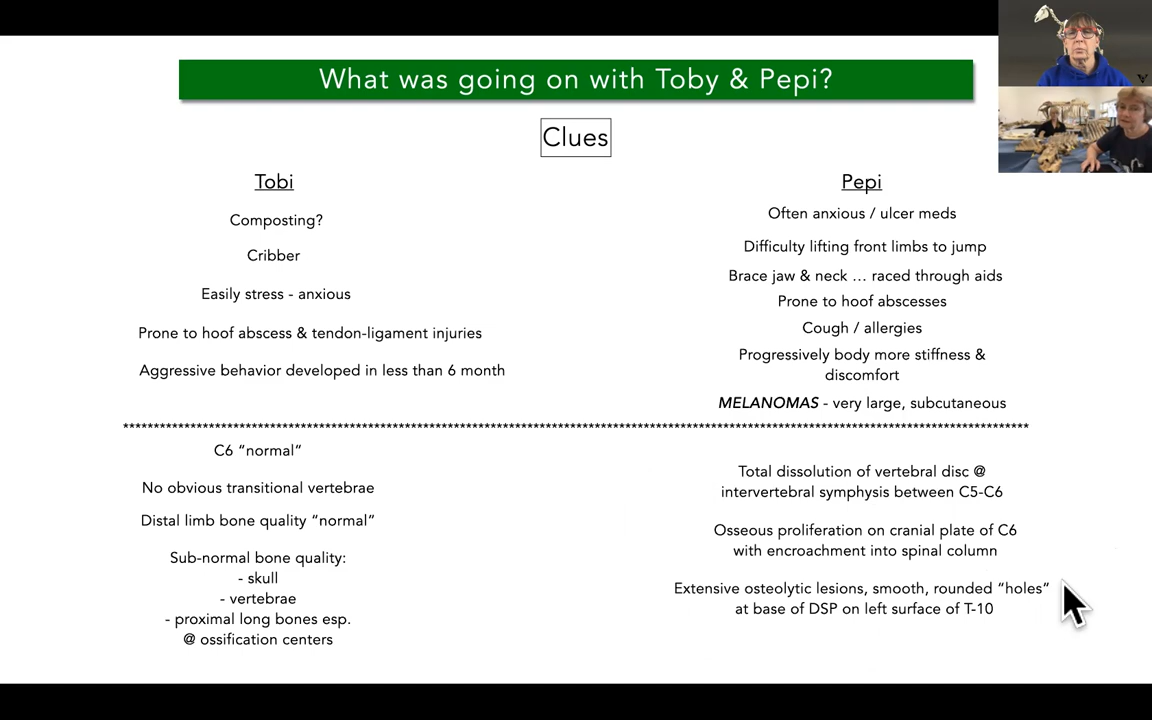 What was going on with Toby & Pepi?
Clues
Tobi
Composting?
Cribber
Easily stress - anxious
Prone to hoof abscess & tendon-ligament injuries
Aggressive behavior developed in less than 6 month
Pepi
Often anxious / ulcer meds
Difficulty lifting front limbs to jump
Brace jaw & neck … raced through aids
Prone to hoof abscesses
Cough / allergies
Progressively body more stiffness &
discomfort
MELANOMAS - very large, subcutaneous
****************************************************************************************************************************************************
C6 “normal“
No obvious transitional vertebrae
Distal limb bone quality “normal”
Sub-normal bone quality:
- skull
- vertebrae
- proximal long bones esp.
@ ossification centers
Total dissolution of vertebral disc @
intervertebral symphysis between C5-C6
Osseous proliferation on cranial plate of C6
with encroachment into spinal column
Extensive osteolytic lesions, smooth, rounded “holes”
at base of DSP on left surface of T-10